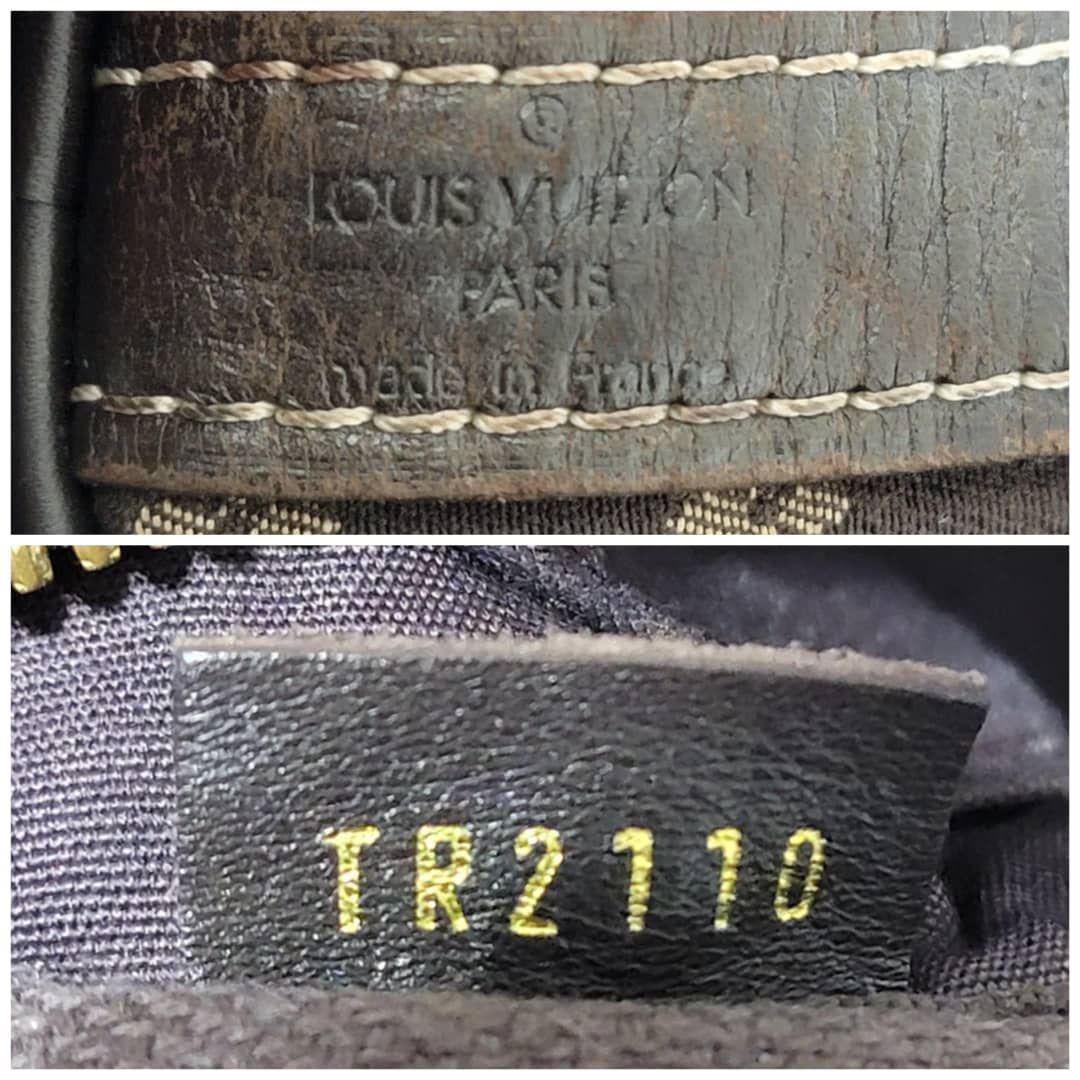 LOUIS VUITTON
PARIS
made in France
TR2110